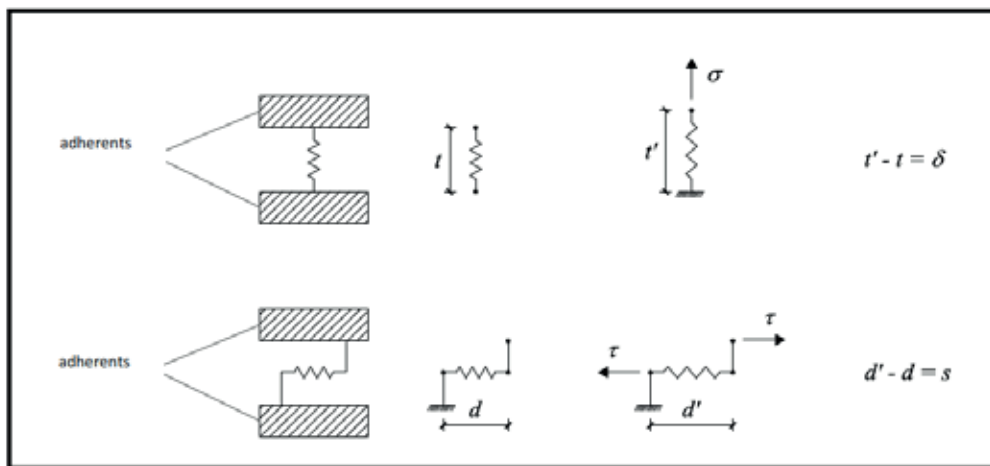 σ
adherents
t
t'
t' - t = δ
τ
adherents
τ
d' - d = s
d
d'